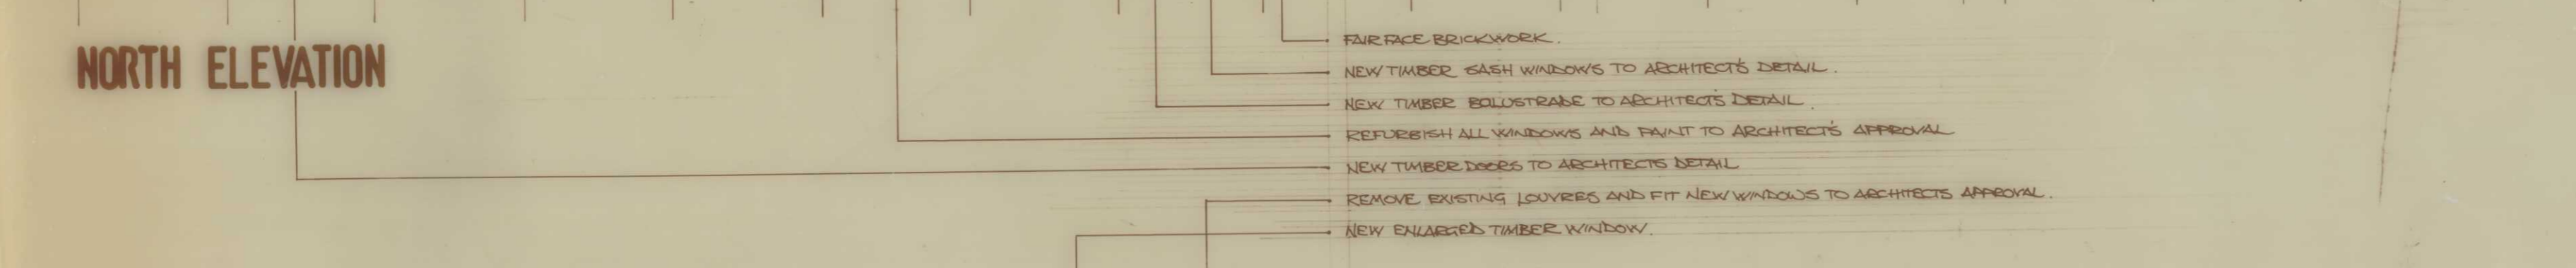 NORTH ELEVATION
FAIR FACE BRICKWORK.
NEW TIMBER SASH WINDOWS TO ARCHITECT'S DETAIL.
NEW TIMBER BALUSTRADE TO ARCHITECT'S DETAIL.
REFURBISH ALL WINDOWS AND PAINT TO ARCHITECT'S APPROVAL
NEW TIMBER DOORS TO ARCHITECTS DETAIL
REMOVE EXISTING LOUVRES AND FIT NEW WINDOWS TO ARCHITECTS APPROVAL.
NEW ENLARGED TIMBER WINDOW.